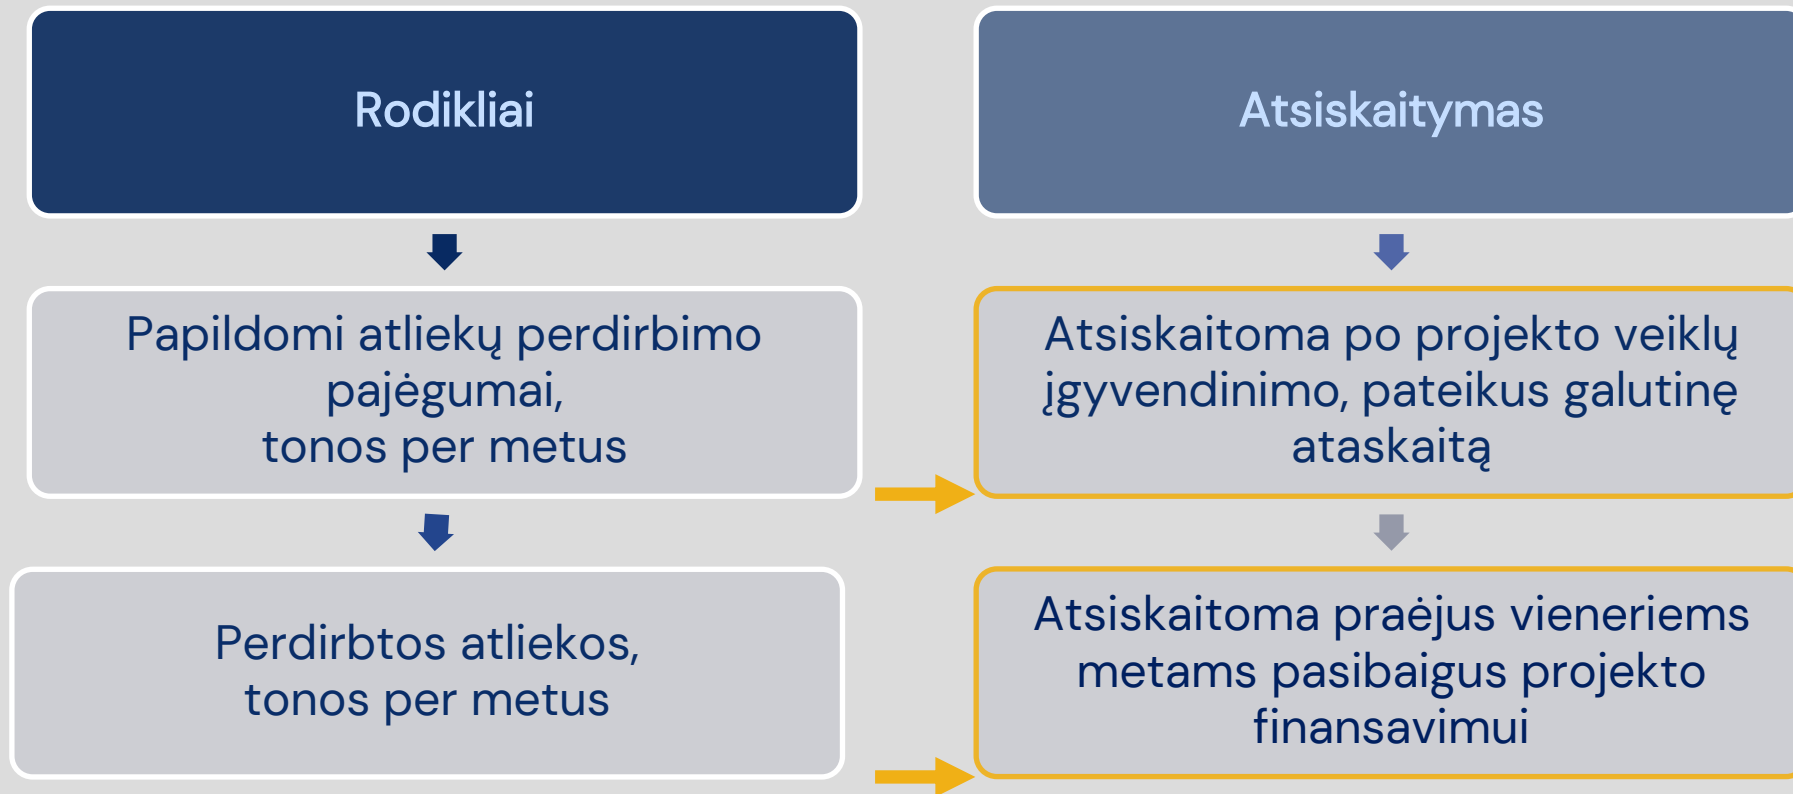 Rodikliai
Atsiskaitymas
Papildomi atliekų perdirbimo
pajėgumai,
tonos per metus
Atsiskaitoma po projekto veiklų
įgyvendinimo, pateikus galutinę
ataskaitą
Perdirbtos atliekos,
tonos per metus
Atsiskaitoma praėjus vieneriems
metams pasibaigus projekto
finansavimui